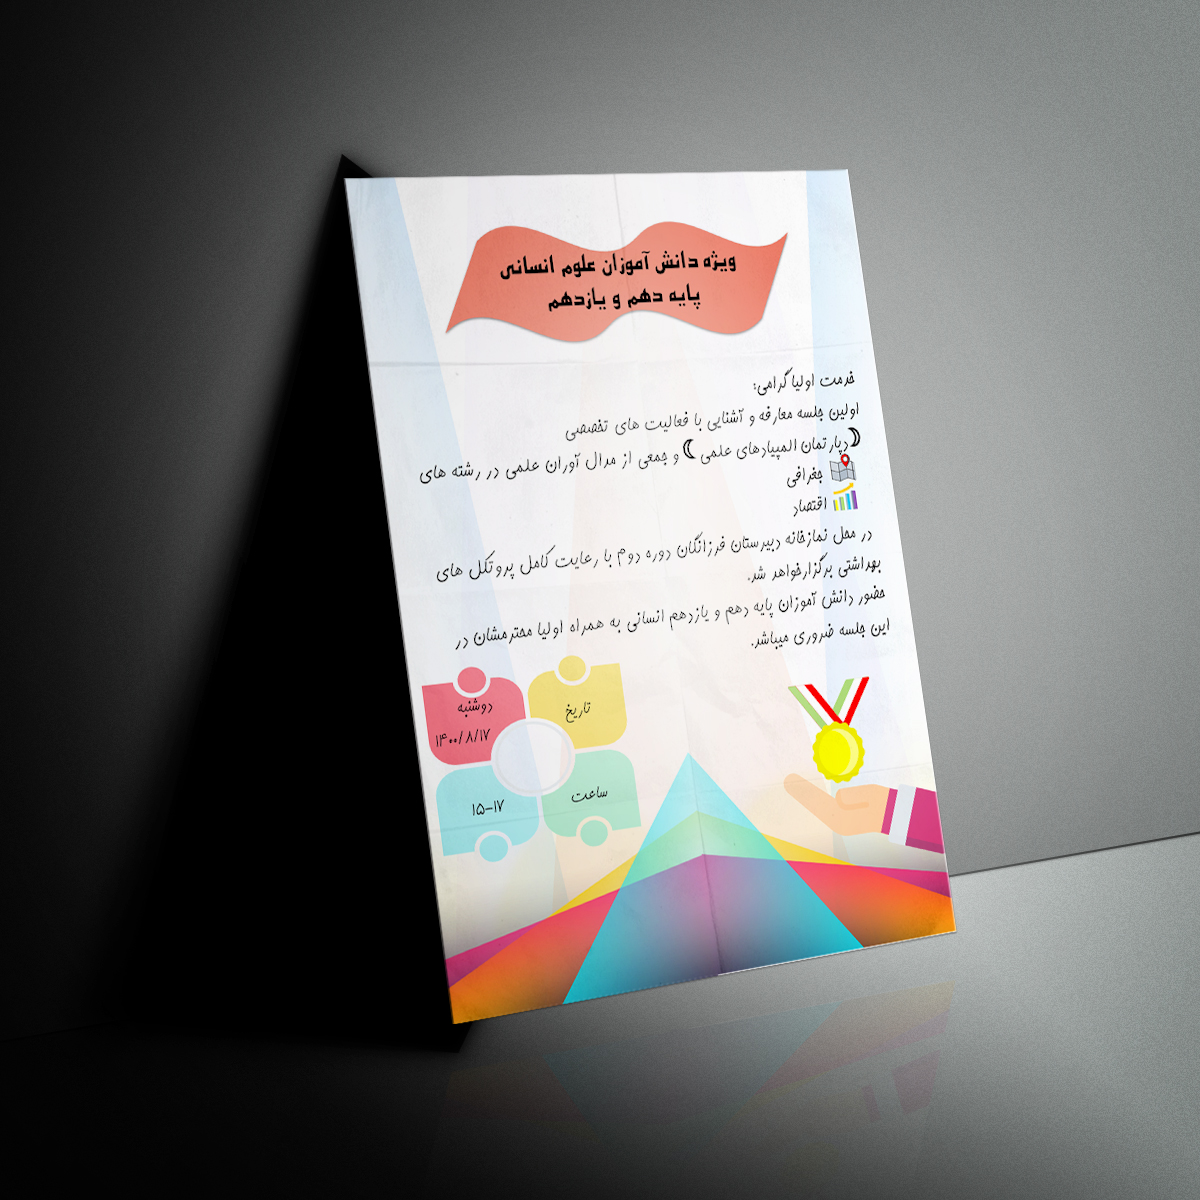 ویژه دانش آموزان علوم انسانی
پایه دهم و یازدهم
خدمت اولیا گرامی:
اولین جلسه معارفه و آشنایی با فعالیت های تخصصی
دپارتمان المپیادهای علمی و جمعی از مدال آوران علمی در رشته های
جغرافی
اقتصاد
در محل نمازخانه دبیرستان فرزانگان دوره دوم با رعایت کامل پروتکل های
بهداشتی برگزارخواهد شد.
حضور دانش آموزان پایه دهم و یازدهم انسانی به همراه اولیا محترمشان در
این جلسه ضروری میباشد.
تاریخ
دوشنبه
۱۴۰۰/۸/۱۷
ساعت
۱۵-۱۷